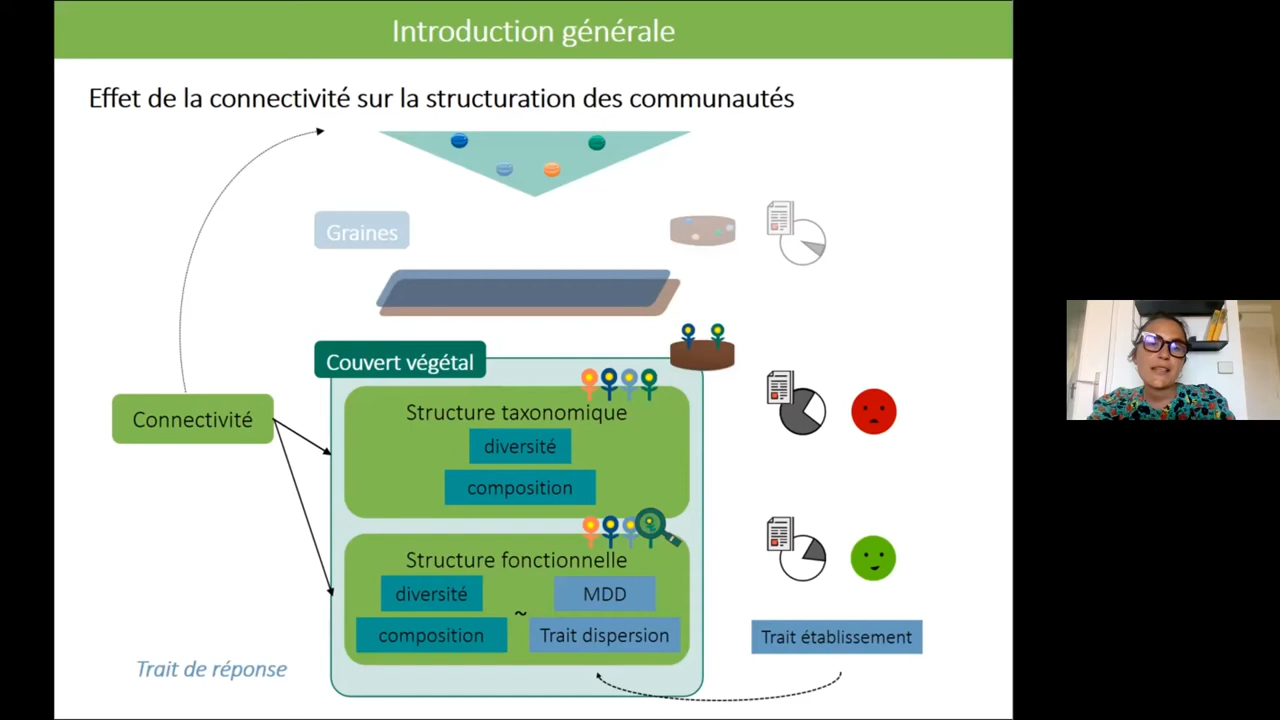 Introduction générale
Effet de la connectivité sur la structuration des communautés
Graines
Couvert végétal
Connectivité
Structure taxonomique
diversité
composition
Structure fonctionnelle
diversité
MDD
~
composition
Trait dispersion
Trait établissement
Trait de réponse